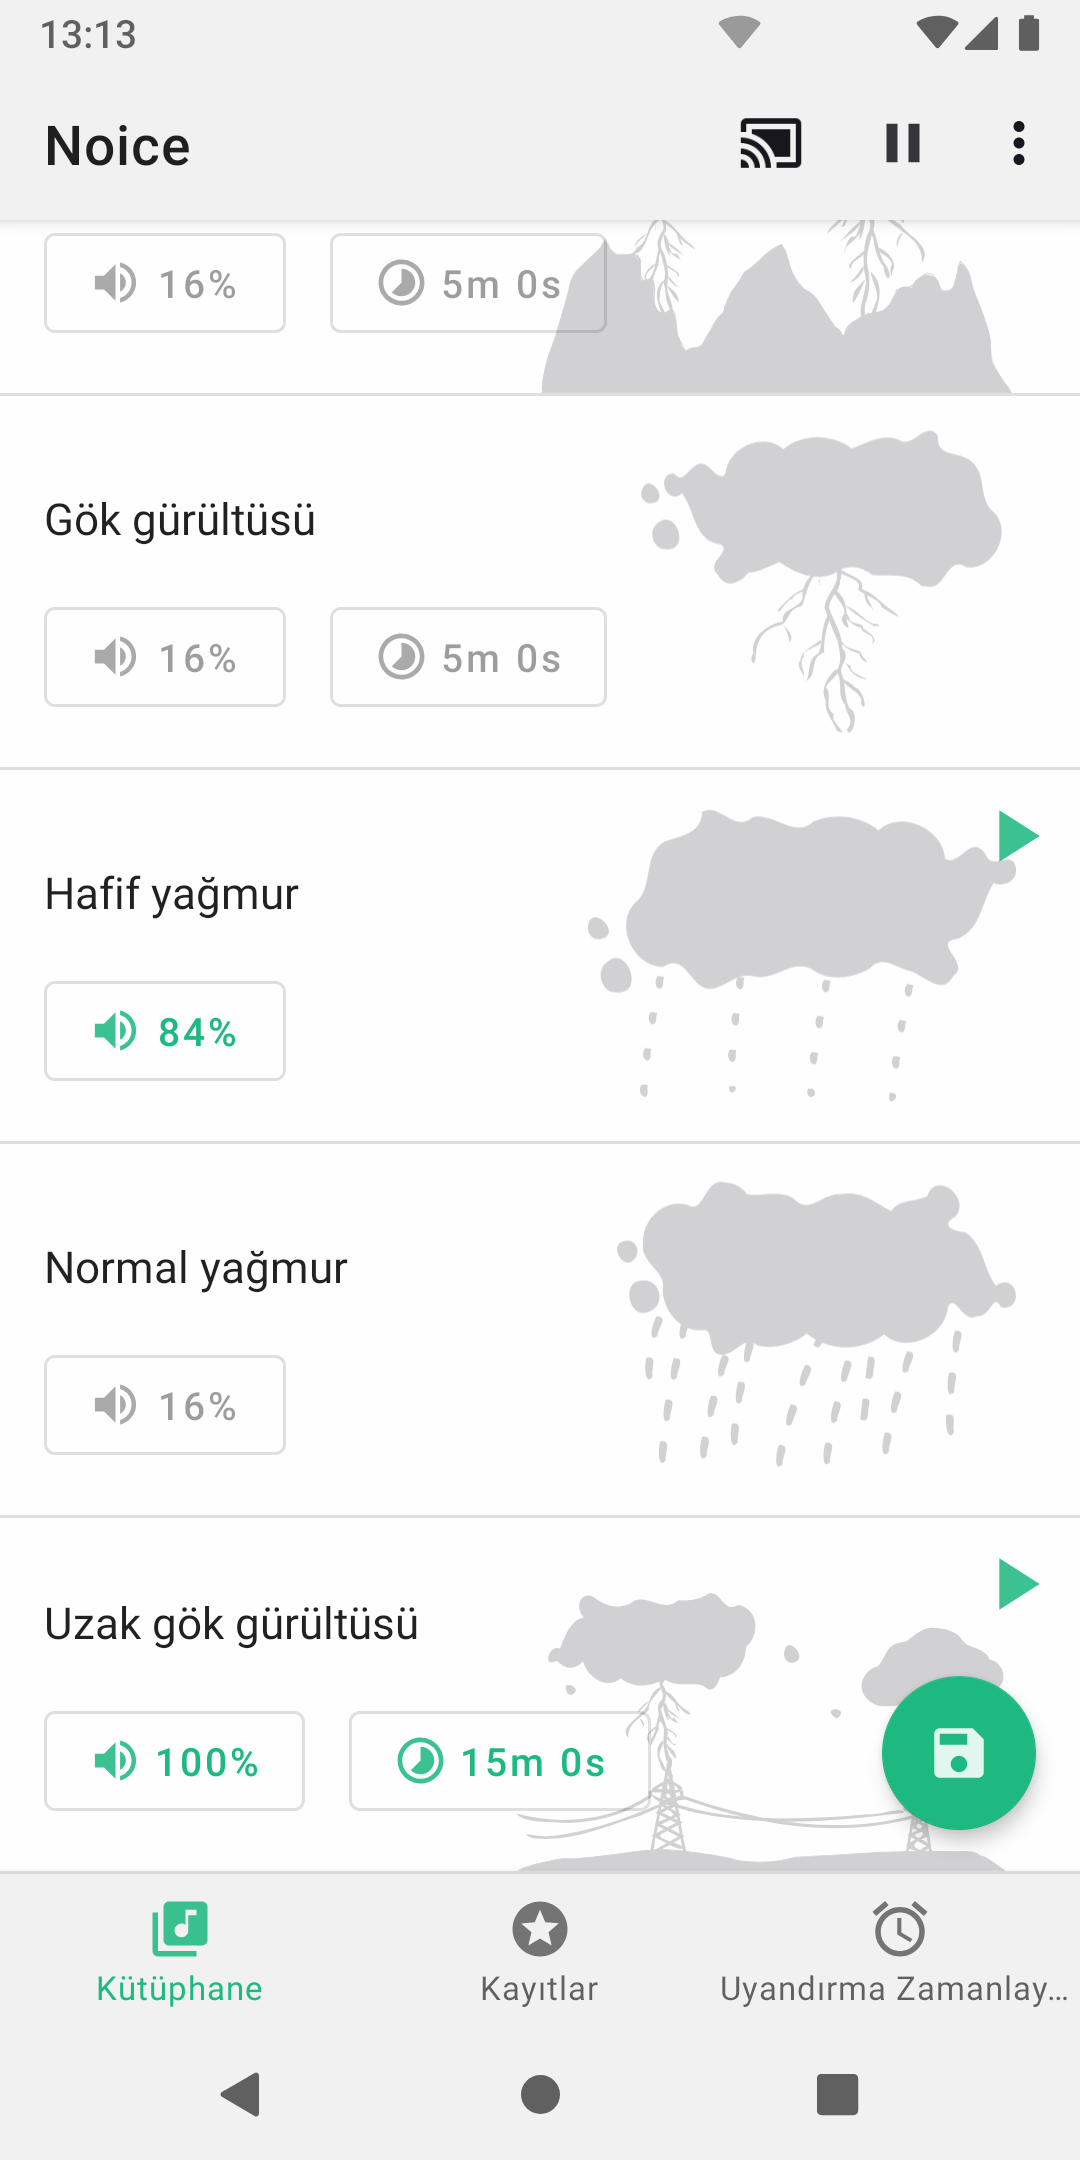 13:13
Noice
16% 5m 0s
Gök gürültüsü
16% 5m 0s
Hafif yağmur
84%
Normal yağmur
16%
Uzak gök gürültüsü
100% 15m 0s
Kütüphane Kayıtlar Uyandırma Zamanlay...